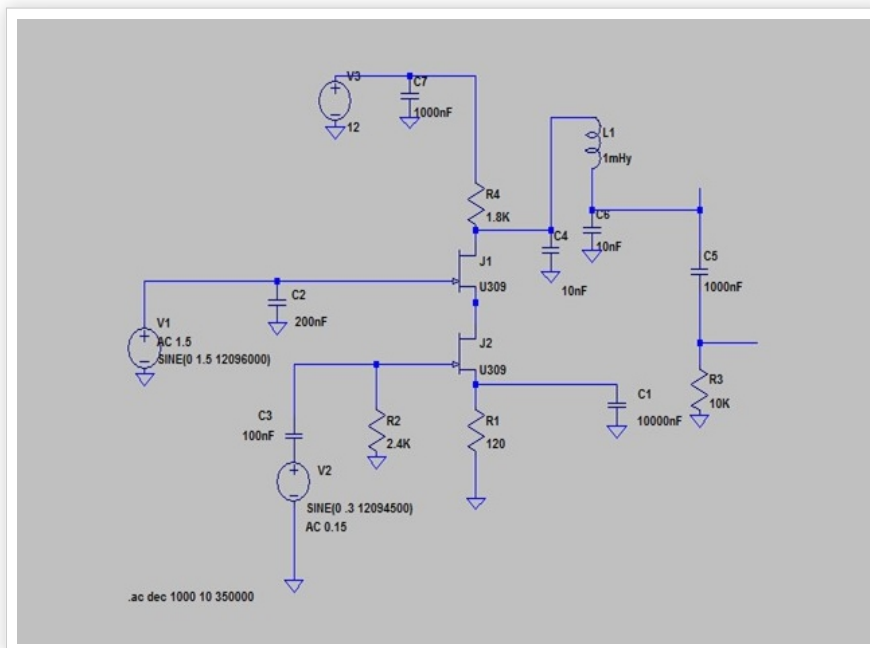 V3
12
C7
1000nF
L1
1mHy
R4
1.8K
C4
10nF
C6
10nF
C5
1000nF
J1
U309
C2
200nF
V1
AC 1.5
SINE(0 1.5 12096000)
J2
U309
C3
100nF
R2
2.4K
R1
120
C1
10000nF
R3
10K
V2
SINE(0 .3 12094500)
AC 0.15
.ac dec 1000 10 350000